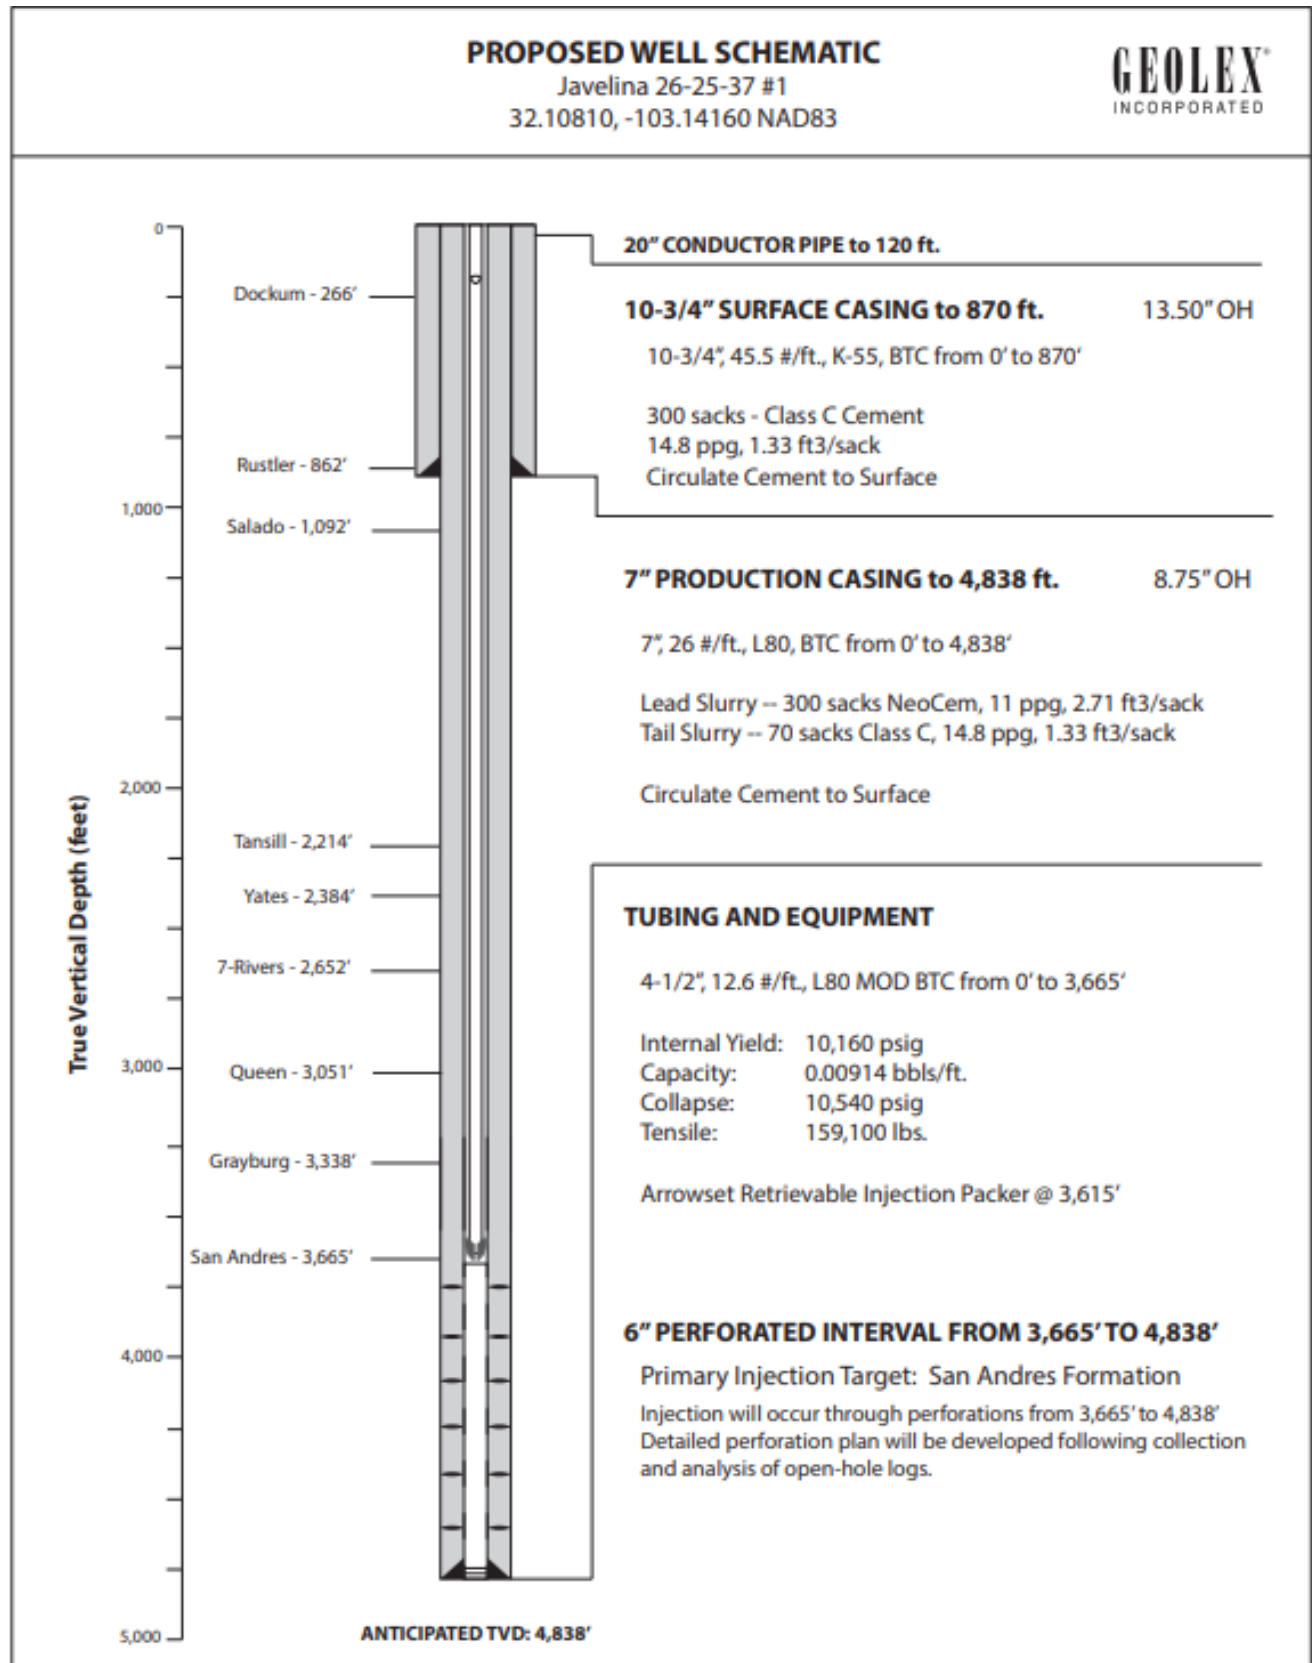 PROPOSED WELL SCHEMATIC
Javelina 26-25-37 #1
32.10810, -103.14160 NAD83
GEOLEX®
INCORPORATED
True Vertical Depth (feet)
0
1,000
2,000
3,000
4,000
5,000
Dockum - 266’
Rustler - 862’
Salado - 1,092’
Tansill - 2,214’
Yates - 2,384’
7-Rivers - 2,652’
Queen - 3,051’
Grayburg - 3,338’
San Andres - 3,665’
ANTICIPATED TVD: 4,838’
20” CONDUCTOR PIPE to 120 ft.
10-3/4” SURFACE CASING to 870 ft. 13.50” OH
10-3/4”, 45.5 #/ft., K-55, BTC from 0’ to 870’
300 sacks - Class C Cement
14.8 ppg, 1.33 ft3/sack
Circulate Cement to Surface
7” PRODUCTION CASING to 4,838 ft. 8.75” OH
7”, 26 #/ft., L80, BTC from 0’ to 4,838’
Lead Slurry -- 300 sacks NeoCem, 11 ppg, 2.71 ft3/sack
Tail Slurry -- 70 sacks Class C, 14.8 ppg, 1.33 ft3/sack
Circulate Cement to Surface
TUBING AND EQUIPMENT
4-1/2”, 12.6 #/ft., L80 MOD BTC from 0’ to 3,665’
Internal Yield: 10,160 psig
Capacity: 0.00914 bbls/ft.
Collapse: 10,540 psig
Tensile: 159,100 lbs.
Arrowset Retrievable Injection Packer @ 3,615’
6” PERFORATED INTERVAL FROM 3,665’ TO 4,838’
Primary Injection Target: San Andres Formation
Injection will occur through perforations from 3,665’ to 4,838’
Detailed perforation plan will be developed following collection
and analysis of open-hole logs.